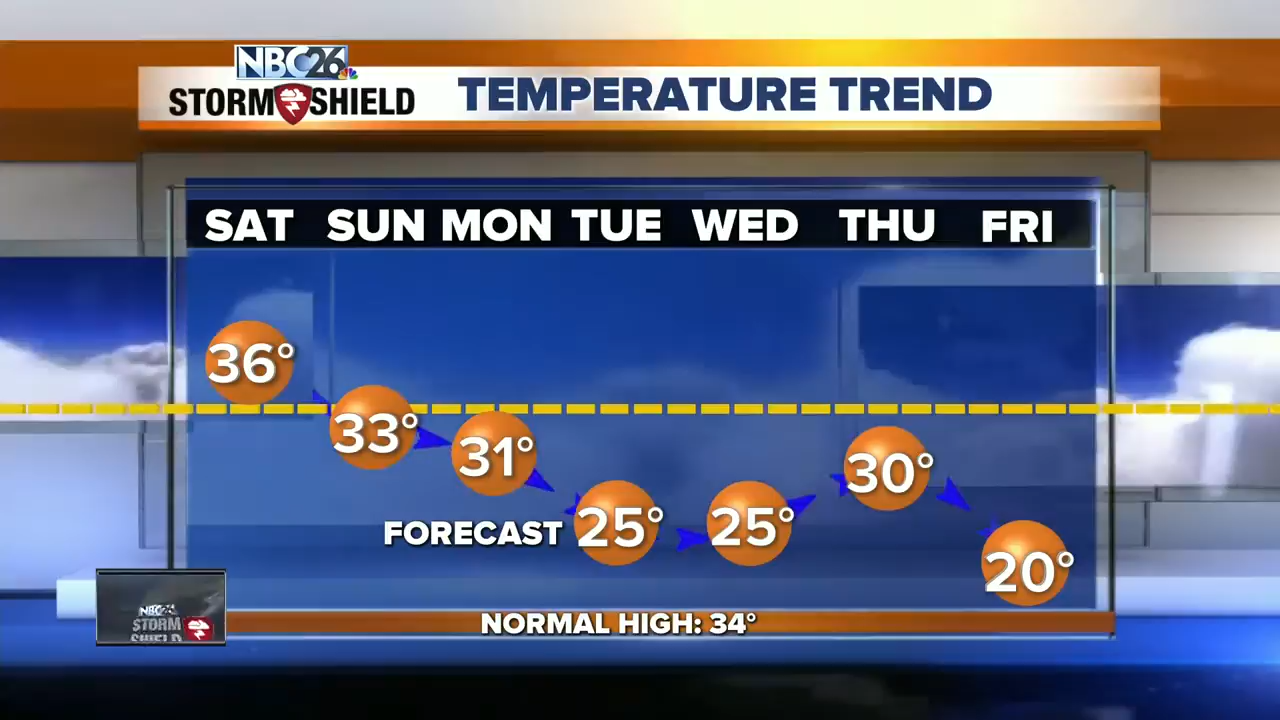 NBC26
STORM SHIELD
TEMPERATURE TREND
SAT SUN MON TUE WED THU FRI
36°
33°
31°
25°
25°
30°
20°
FORECAST
NORMAL HIGH: 34°
NBC26
STORM
SHIELD